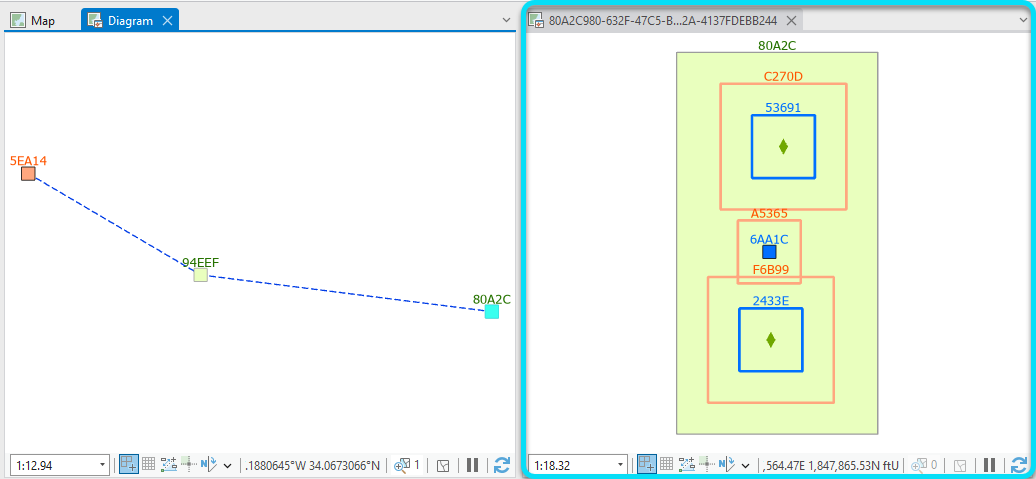 Map
Diagram
80A2C980-632F-47C5-B...2A-4137FDEBB244
5EA14
94EEF
80A2C
80A2C
C270D
53691
A5365
6AA1C
F6B99
2433E
1:12.94
N
.1880645°W 34.0673066°N
1
1:18.32
N
,564.47E 1,847,865.53N ftU
0